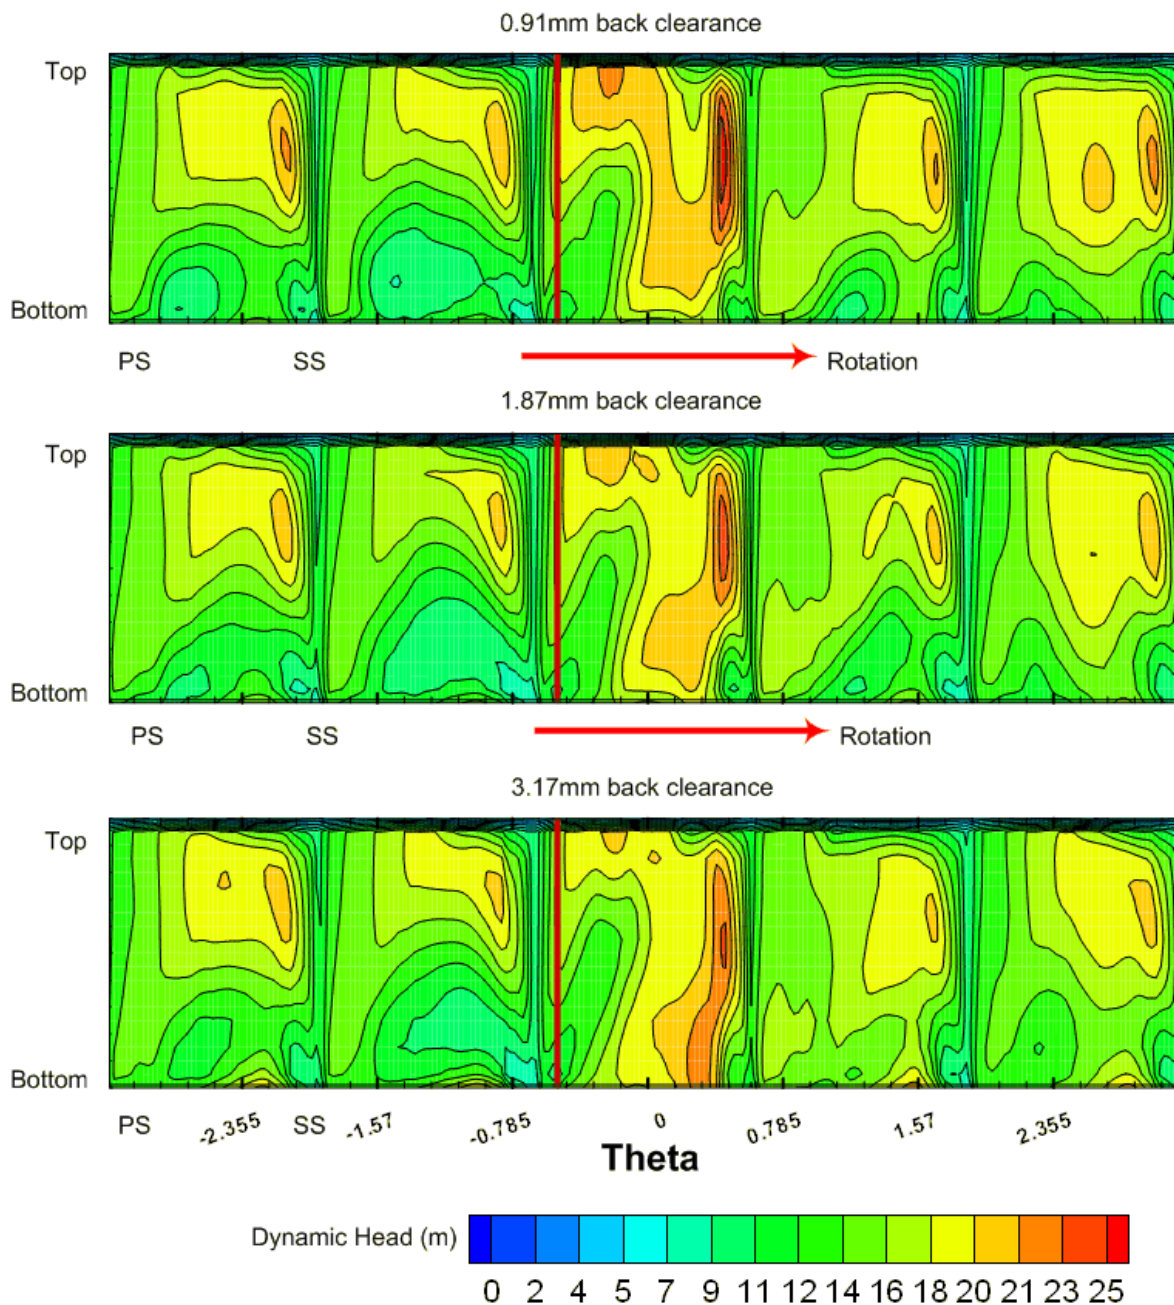 0.91mm back clearance
Top
Bottom
PS SS Rotation
1.87mm back clearance
Top
Bottom
PS SS Rotation
3.17mm back clearance
Top
Bottom
PS -2.355 SS -1.57 -0.785 0 0.785 1.57 2.355
Theta
Dynamic Head (m)
0 2 4 5 7 9 11 12 14 16 18 20 21 23 25